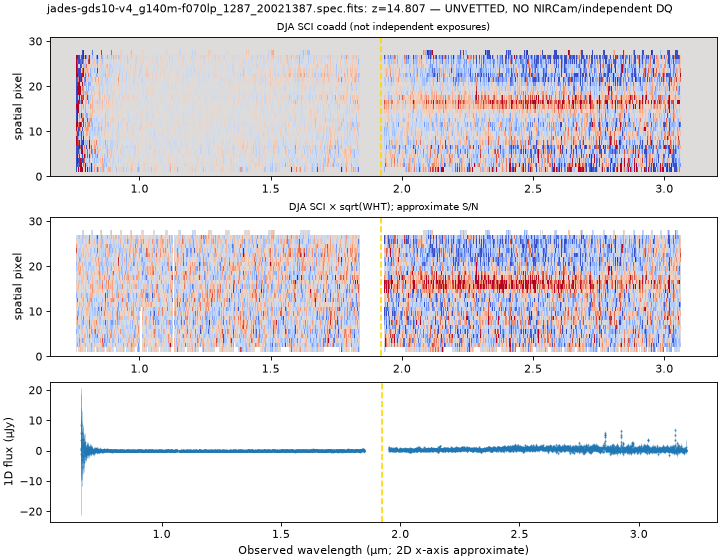 jades-gds10-v4_g140m-f070lp_1287_20021387.spec.fits: z=14.807 — UNVETTED, NO NIRCam/independent DQ
DJA SCI coadd (not independent exposures)
30
20
10
0
spatial pixel
1.0 1.5 2.0 2.5 3.0
DJA SCI × sqrt(WHT); approximate S/N
30
20
10
0
spatial pixel
1.0 1.5 2.0 2.5 3.0
20
10
0
−10
−20
1D flux (μJy)
1.0 1.5 2.0 2.5 3.0
Observed wavelength (μm; 2D x-axis approximate)